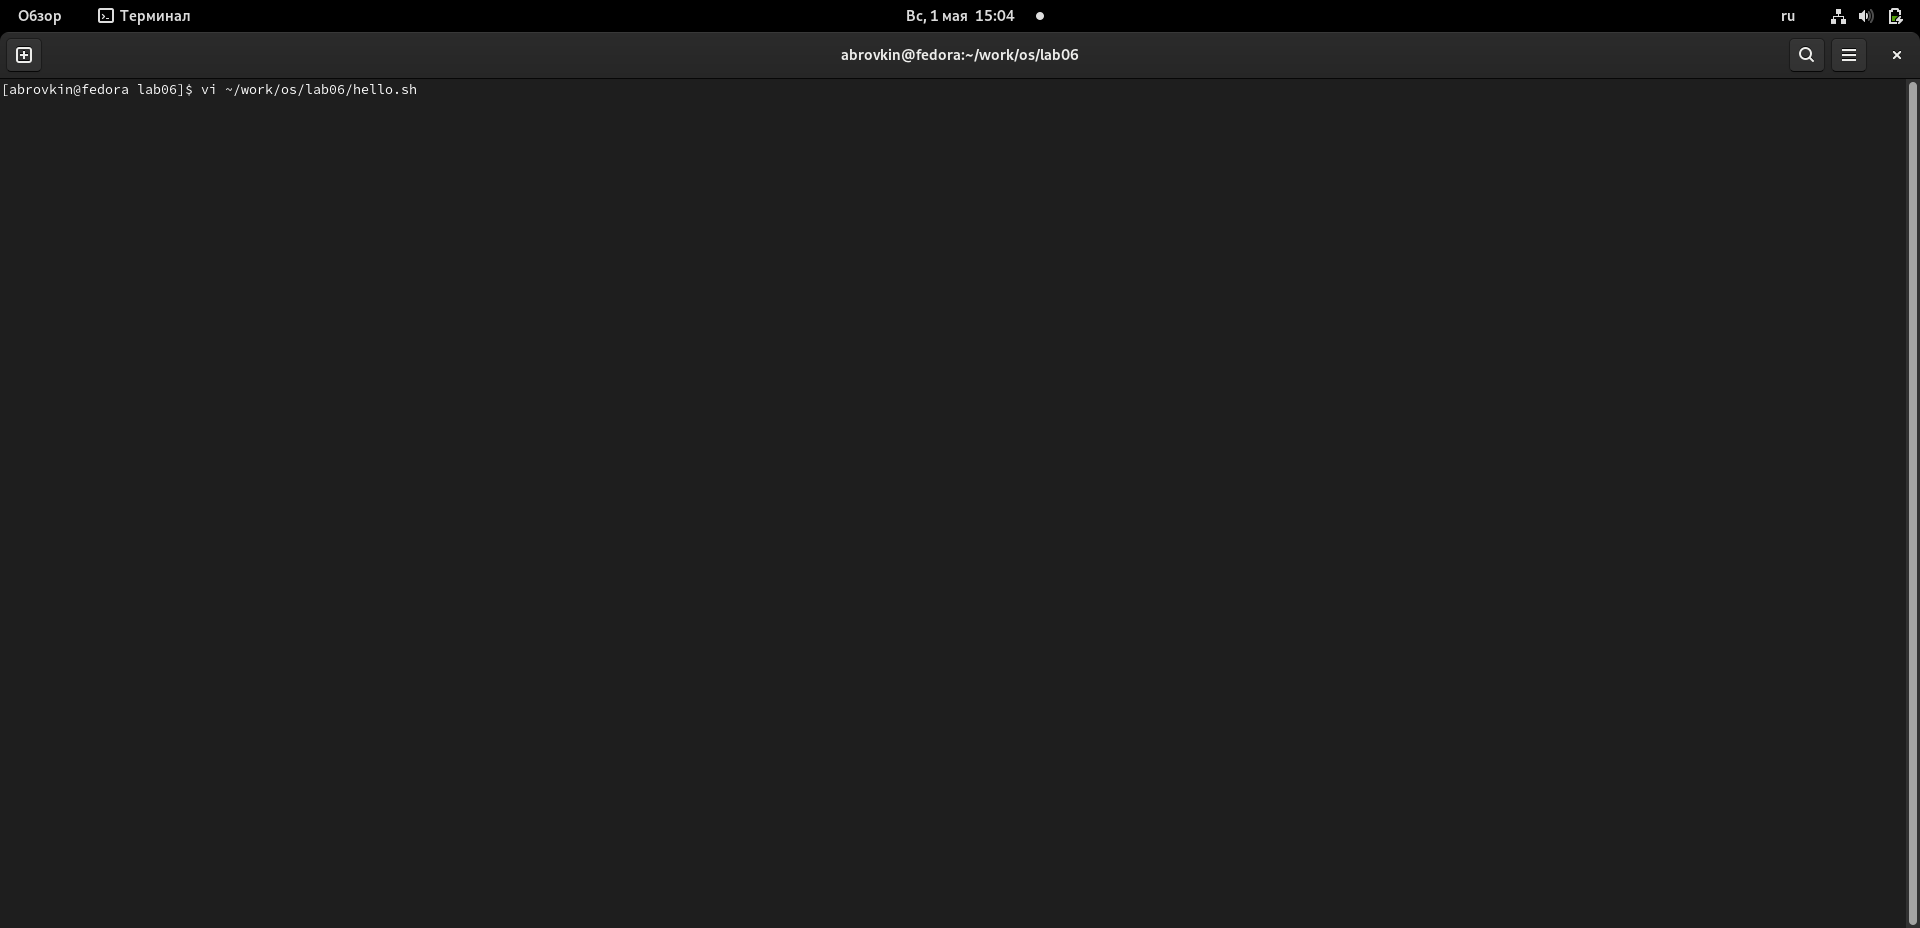 Обзор Терминал Вс, 1 мая 15:04 ru
abrovkin@fedora:~/work/os/lab06
[abrovkin@fedora lab06]$ vi ~/work/os/lab06/hello.sh